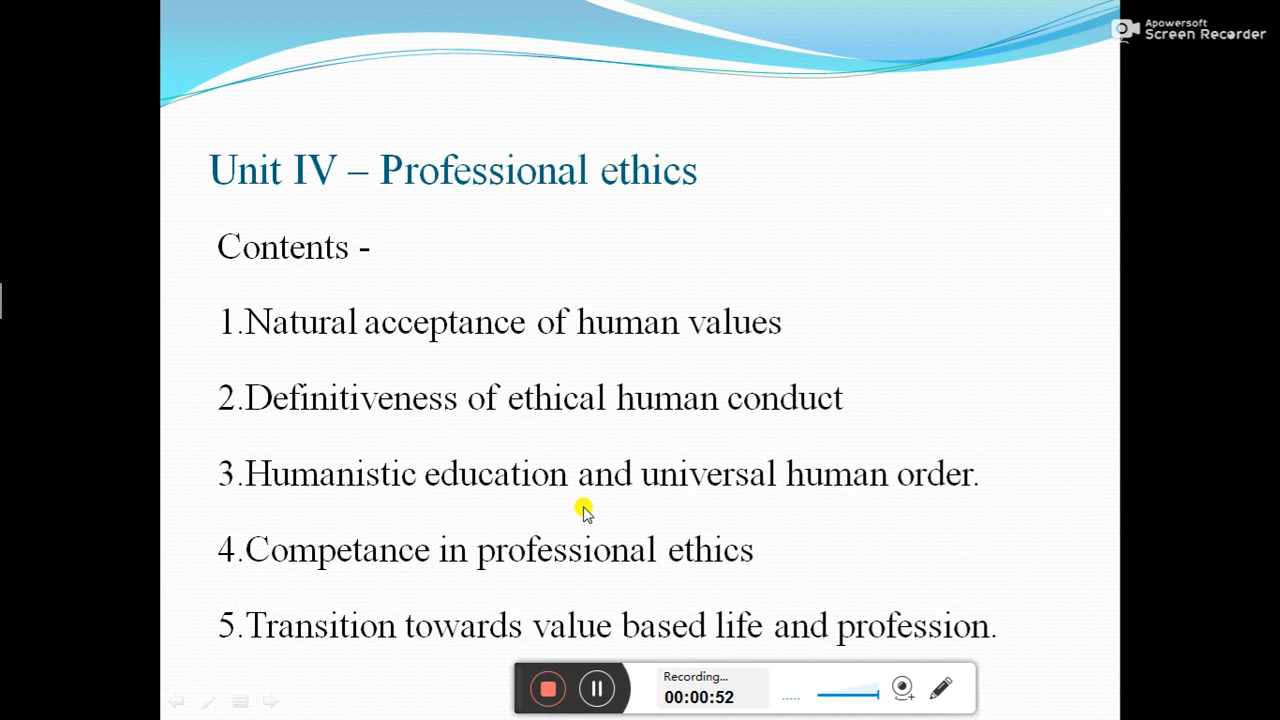 Apowersoft
Screen Recorder
Unit IV – Professional ethics
Contents -
1.Natural acceptance of human values
2.Definitiveness of ethical human conduct
3.Humanistic education and universal human order.
4.Competance in professional ethics
5.Transition towards value based life and profession.
Recording...
00:00:52